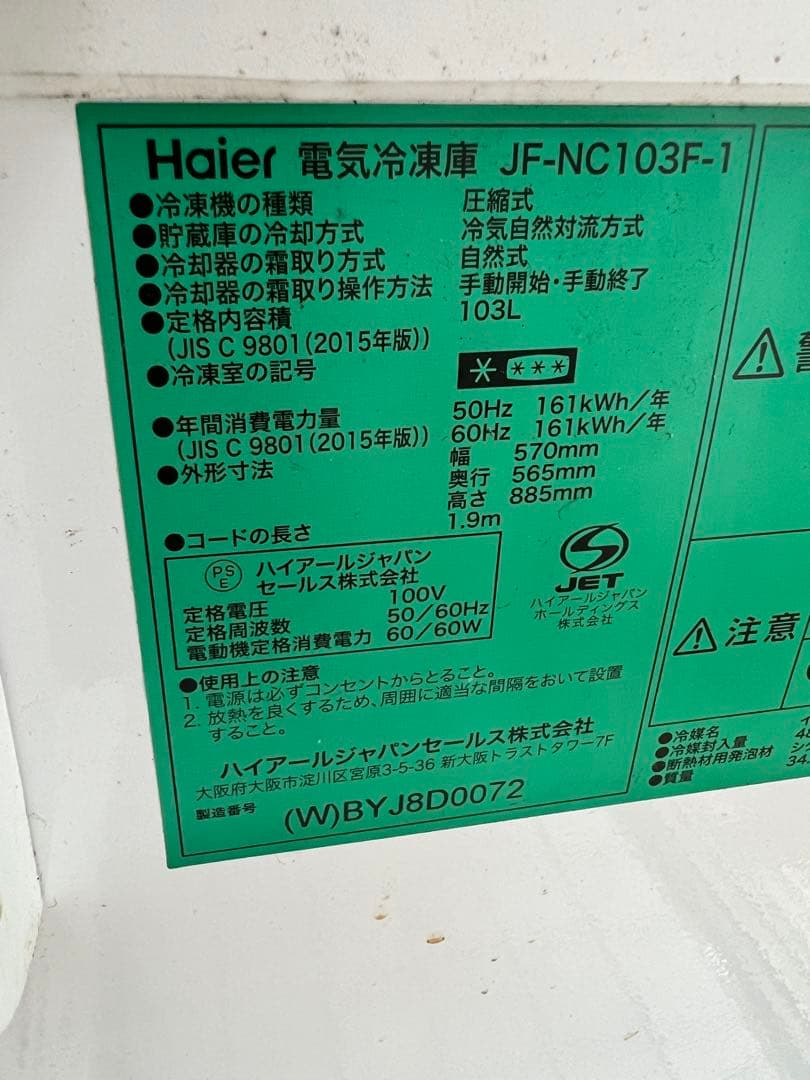 Haier 電気冷凍庫 JF-NC103F-1
●冷凍機の種類 圧縮式
●貯蔵庫の冷却方式 冷気自然対流方式
●冷却器の霜取り方式 自然式
●冷却器の霜取り操作方法 手動開始・手動終了
●定格内容積 103L
(JIS C 9801(2015年版))
●冷凍室の記号
●年間消費電力量 50Hz 161kWh/年
(JIS C 9801(2015年版)) 60Hz 161kWh/年
●外形寸法 幅 570mm
奥行 565mm
高さ 885mm
●コードの長さ 1.9m
PS
E
ハイアールジャパン
セールス株式会社
定格電圧 100V
定格周波数 50/60Hz
電動機定格消費電力 60/60W
JET
ハイアールジャパン
ホールディングス
株式会社
●使用上の注意
1. 電源は必ずコンセントからとること。
2. 放熱を良くするため、周囲に適当な間隔をおいて設置
すること。
ハイアールジャパンセールス株式会社
大阪府大阪市淀川区宮原3-5-36 新大阪トラストタワー7F
製造番号 (W)BYJ8D0072
注意
●冷媒名
●冷媒封入量
●断熱材用発泡材
●質量